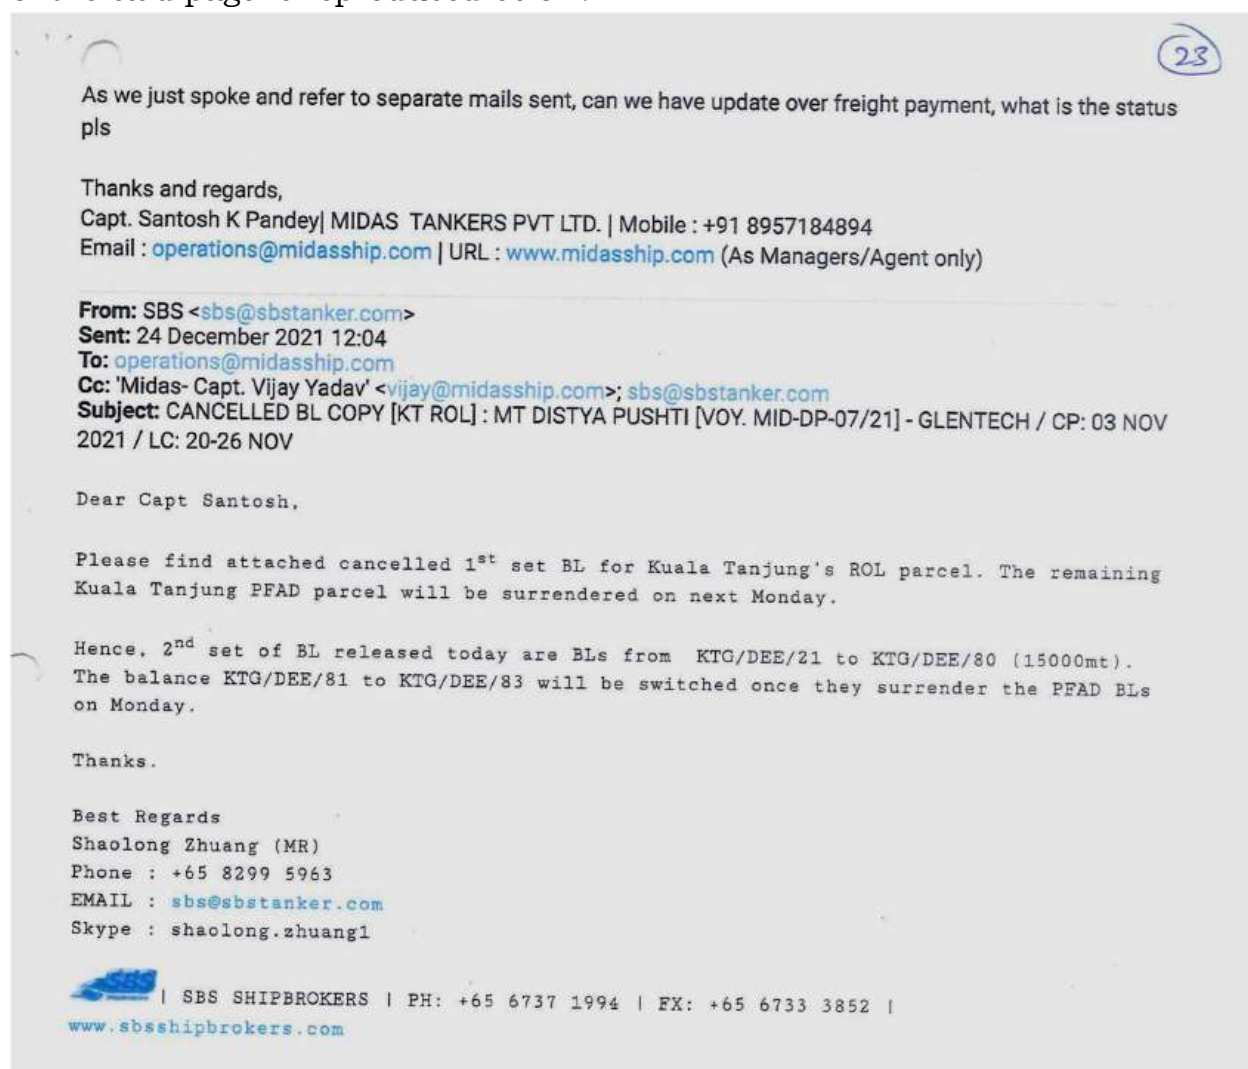 23
As we just spoke and refer to separate mails sent, can we have update over freight payment, what is the status
pls
Thanks and regards,
Capt. Santosh K Pandey| MIDAS TANKERS PVT LTD. | Mobile : +91 8957184894
Email : operations@midasship.com | URL : www.midasship.com (As Managers/Agent only)
From: SBS <sbs@sbstanker.com>
Sent: 24 December 2021 12:04
To: operations@midasship.com
Cc: 'Midas- Capt. Vijay Yadav' <vijay@midasship.com>; sbs@sbstanker.com
Subject: CANCELLED BL COPY [KT ROL] : MT DISTYA PUSHTI [VOY. MID-DP-07/21] - GLENTECH / CP: 03 NOV
2021 / LC: 20-26 NOV
Dear Capt Santosh,
Please find attached cancelled 1st set BL for Kuala Tanjung's ROL parcel. The remaining
Kuala Tanjung PFAD parcel will be surrendered on next Monday.
Hence, 2nd set of BL released today are BLs from KTG/DEE/21 to KTG/DEE/80 (15000mt).
The balance KTG/DEE/81 to KTG/DEE/83 will be switched once they surrender the PFAD BLs
on Monday.
Thanks.
Best Regards
Shaolong Zhuang (MR)
Phone : +65 8299 5963
EMAIL : sbs@sbstanker.com
Skype : shaolong.zhuang1
SBS | SBS SHIPBROKERS | PH: +65 6737 1994 | FX: +65 6733 3852 |
www.sbsshipbrokers.com